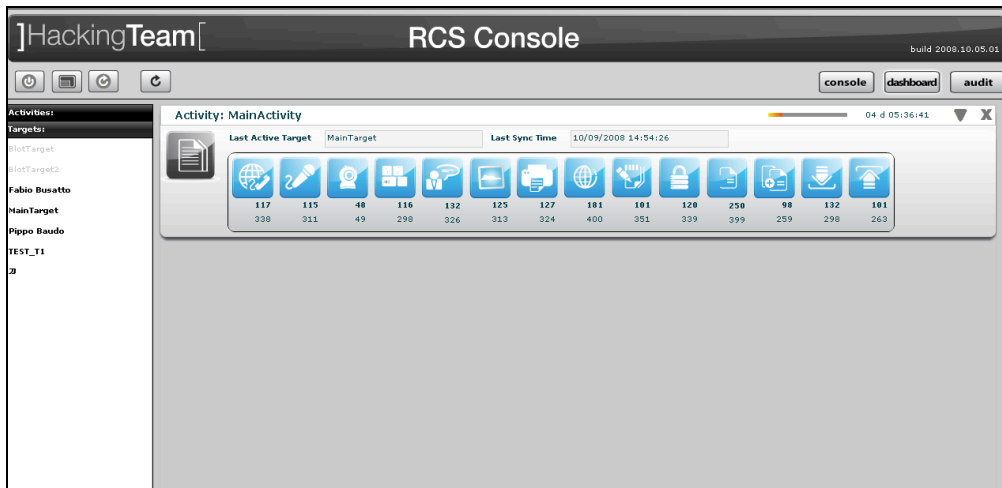 ]HackingTeam[
RCS Console
build 2008.10.05.01
console dashboard audit
Activities:
Targets:
BlotTarget
BlotTarget2
Fabio Busatto
MainTarget
Pippo Baudo
TEST_T1
Activity: MainActivity
04 d 05:36:41
X
Last Active Target MainTarget Last Sync Time 10/09/2008 14:54:26
117 115 48 116 132 125 127 181 101 120 250 98 132 101
338 311 49 298 326 313 324 400 351 339 399 259 298 263